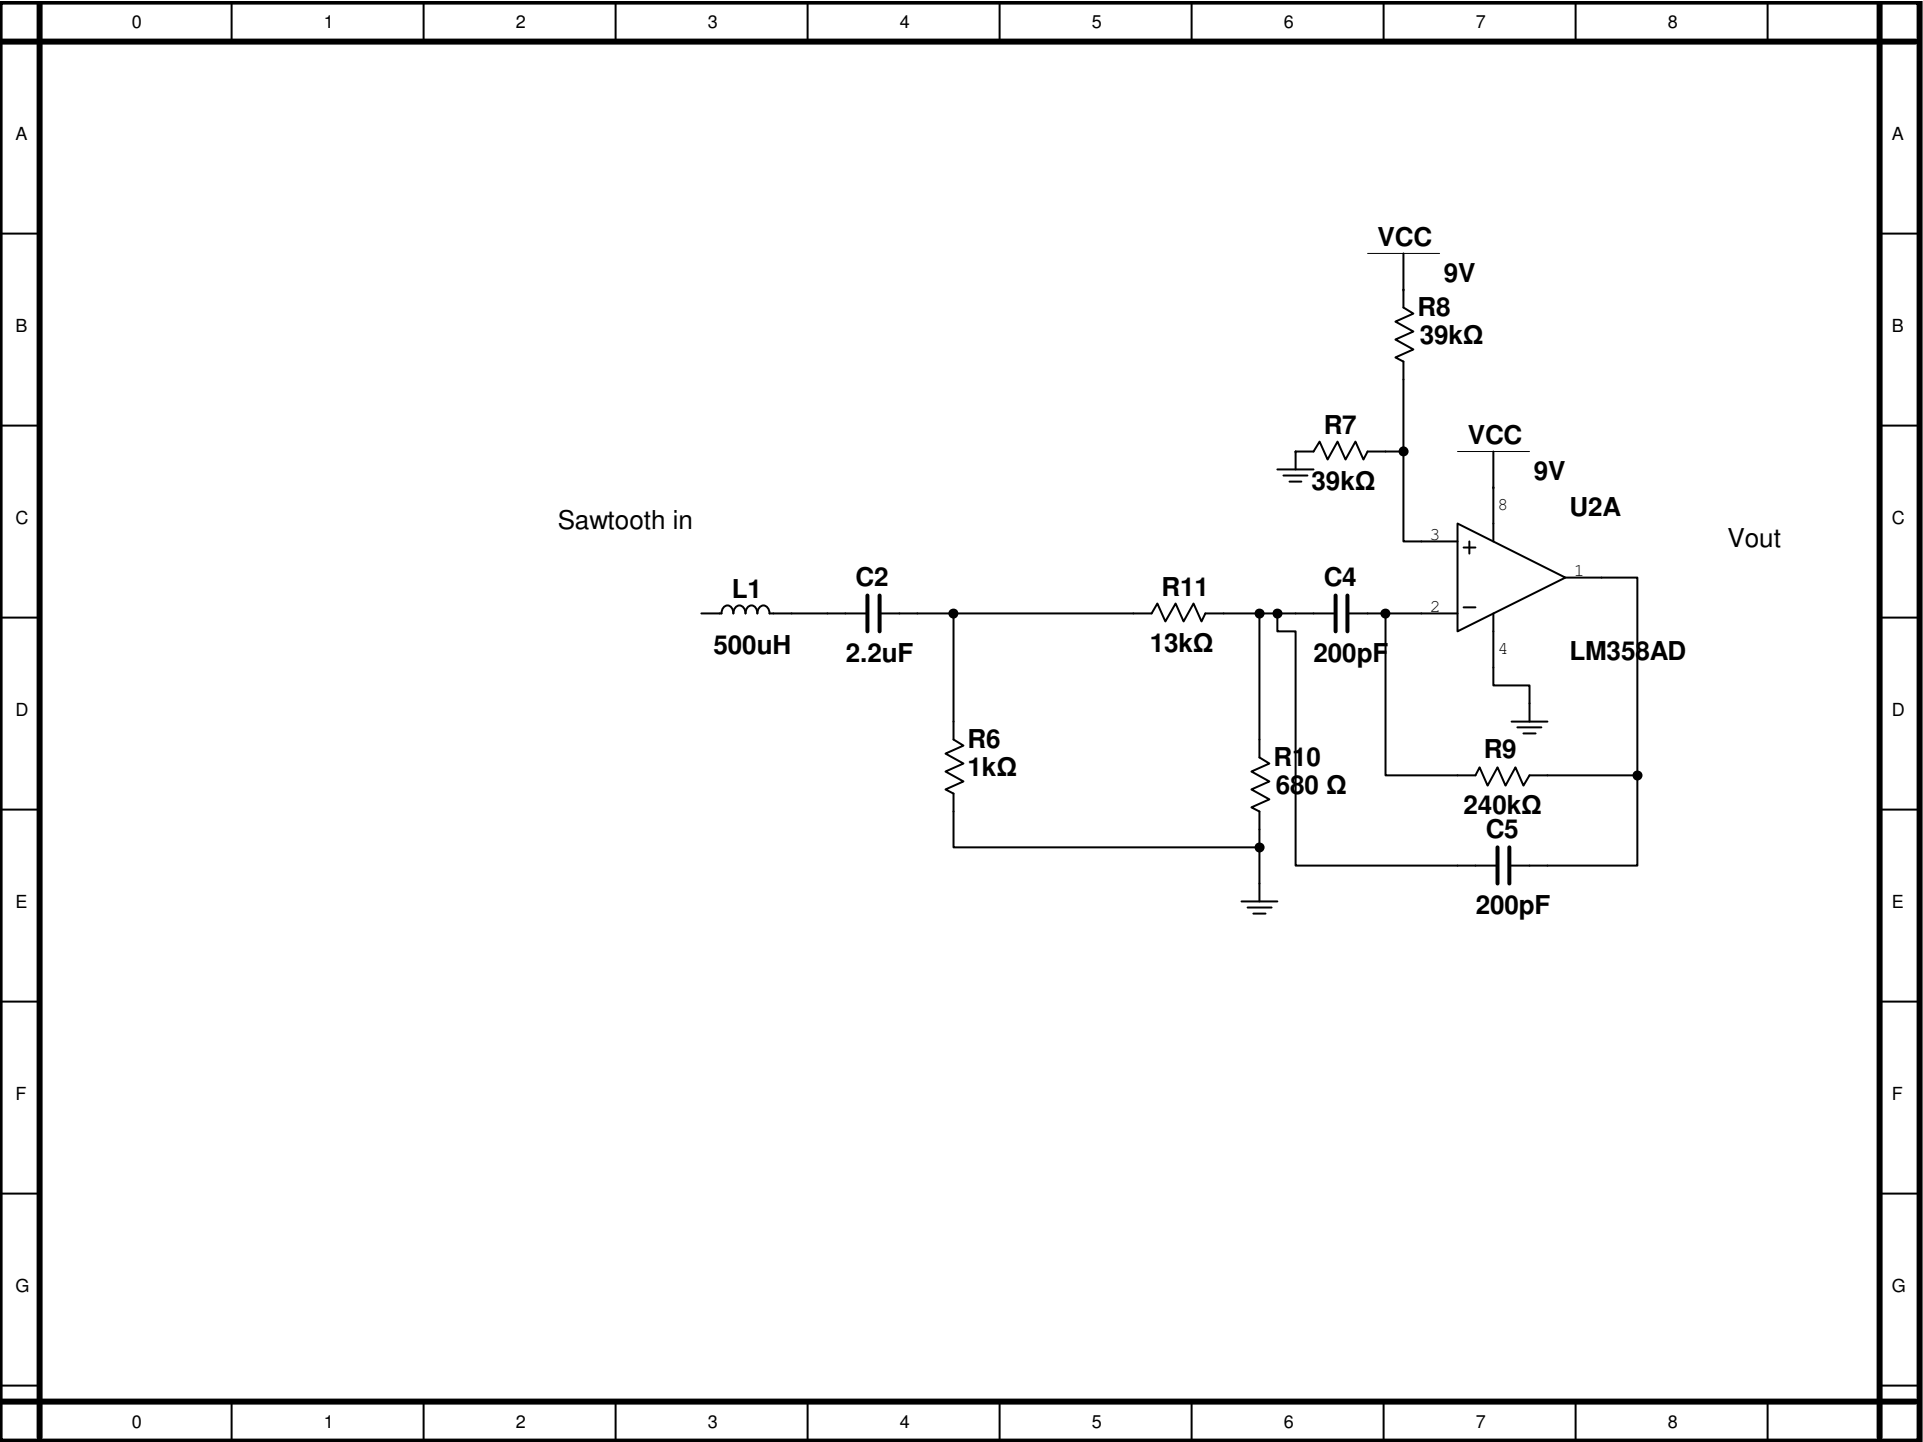 0 1 2 3 4 5 6 7 8
A A
VCC
9V
B B
R8
39kΩ
R7
39kΩ
VCC
9V
8
U2A
C C
Sawtooth in
3
Vout
1
L1
500uH
C2
2.2uF
R11
13kΩ
C4
200pF
2
4
LM358AD
D D
R6
1kΩ
R10
680 Ω
R9
240kΩ
C5
200pF
E E
F F
G G
0 1 2 3 4 5 6 7 8